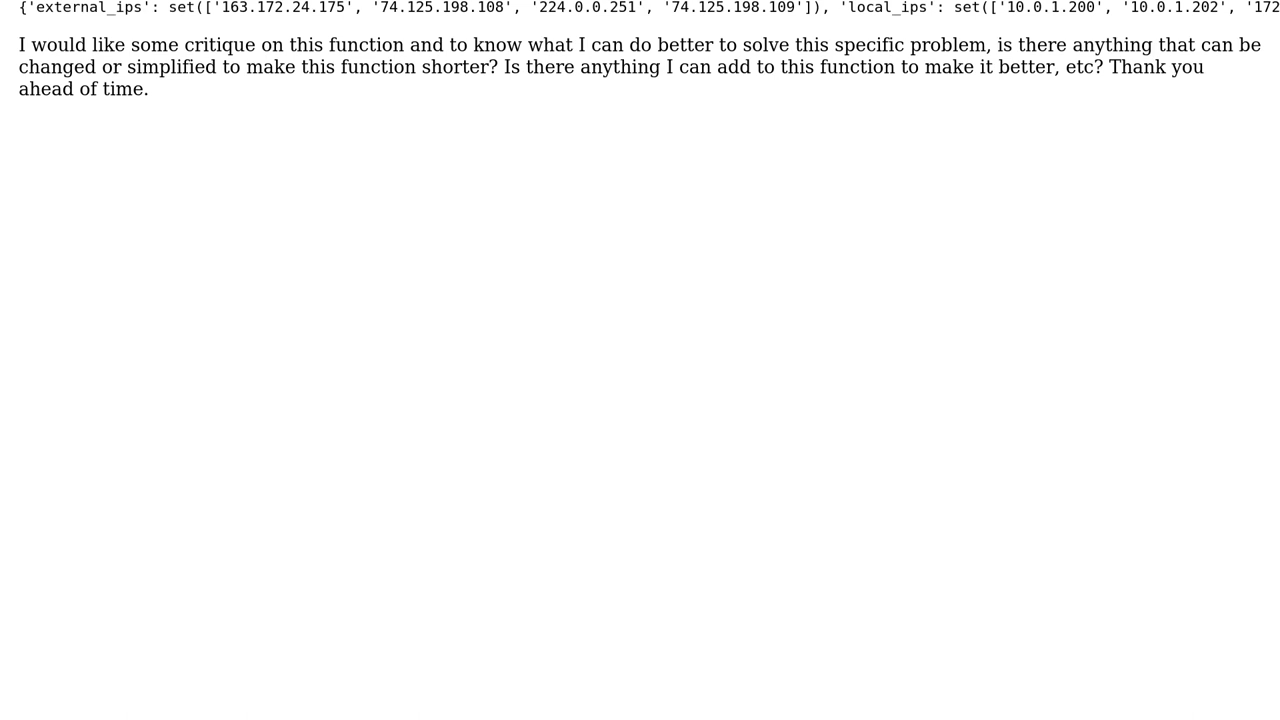 {'external_ips': set(['163.172.24.175', '74.125.198.108', '224.0.0.251', '74.125.198.109']), 'local_ips': set(['10.0.1.200', '10.0.1.202', '172
I would like some critique on this function and to know what I can do better to solve this specific problem, is there anything that can be
changed or simplified to make this function shorter? Is there anything I can add to this function to make it better, etc? Thank you
ahead of time.